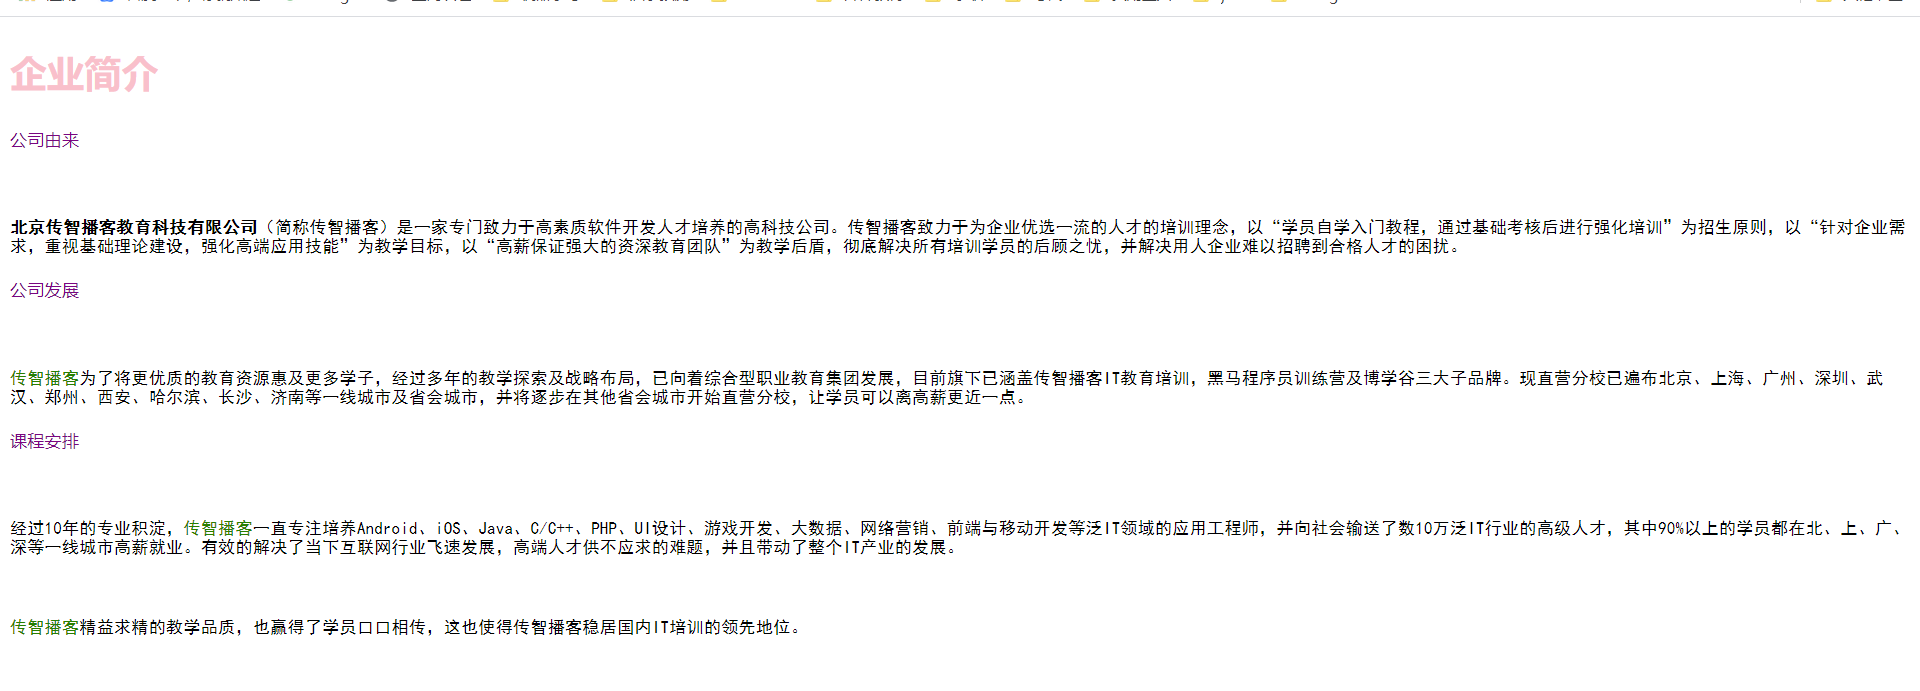 企业简介
公司由来
北京传智播客教育科技有限公司（简称传智播客）是一家专门致力于高素质软件开发人才培养的高科技公司。传智播客致力于为企业优选一流的人才的培训理念，以“学员自学入门教程，通过基础考核后进行强化培训”为招生原则，以“针对企业需
求，重视基础理论建设，强化高端应用技能”为教学目标，以“高薪保证强大的资深教育团队”为教学后盾，彻底解决所有培训学员的后顾之忧，并解决用人企业难以招聘到合格人才的困扰。
公司发展
传智播客为了将更优质的教育资源惠及更多学子，经过多年的教学探索及战略布局，已向着综合型职业教育集团发展，目前旗下已涵盖传智播客IT教育培训，黑马程序员训练营及博学谷三大子品牌。现直营分校已遍布北京、上海、广州、深圳、武
汉、郑州、西安、哈尔滨、长沙、济南等一线城市及省会城市，并将逐步在其他省会城市开始直营分校，让学员可以离高薪更近一点。
课程安排
经过10年的专业积淀，传智播客一直专注培养Android、iOS、Java、C/C++、PHP、UI设计、游戏开发、大数据、网络营销、前端与移动开发等泛IT领域的应用工程师，并向社会输送了数10万泛IT行业的高级人才，其中90%以上的学员都在北、上、广、
深等一线城市高薪就业。有效的解决了当下互联网行业飞速发展，高端人才供不应求的难题，并且带动了整个IT产业的发展。
传智播客精益求精的教学品质，也赢得了学员口口相传，这也使得传智播客稳居国内IT培训的领先地位。